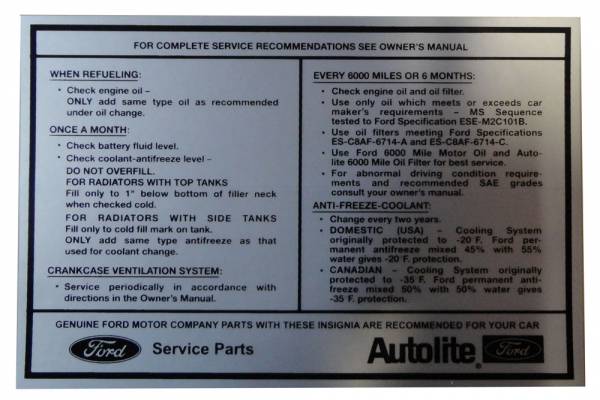 FOR COMPLETE SERVICE RECOMMENDATIONS SEE OWNER'S MANUAL
WHEN REFUELING:
• Check engine oil –
ONLY add same type oil as recommended
under oil change.
ONCE A MONTH:
• Check battery fluid level.
• Check coolant-antifreeze level –
DO NOT OVERFILL.
FOR RADIATORS WITH TOP TANKS
Fill only to 1" below bottom of filler neck
when checked cold.
FOR RADIATORS WITH SIDE TANKS
Fill only to cold fill mark on tank.
ONLY add same type antifreeze as that
used for coolant change.
CRANKCASE VENTILATION SYSTEM:
• Service periodically in accordance with
directions in the Owner's Manual.
EVERY 6000 MILES OR 6 MONTHS:
• Check engine oil and oil filter.
• Use only oil which meets or exceeds car
maker's requirements – MS Sequence
tested to Ford Specification ESE-M2C101B.
• Use oil filters meeting Ford Specifications
ES-C8AF-6714-A and ES-C8AF-6714-C.
• Use Ford 6000 Mile Motor Oil and Auto-
lite 6000 Mile Oil Filter for best service.
• For abnormal driving condition require-
ments and recommended SAE grades
consult your owner's manual.
ANTI-FREEZE-COOLANT:
• Change every two years.
• DOMESTIC (USA) – Cooling System
originally protected to -20°F. Ford per-
manent antifreeze mixed 45% with 55%
water gives -20°F. protection.
• CANADIAN – Cooling System originally
protected to -35°F. Ford permanent anti-
freeze mixed 50% with 50% water gives
-35°F. protection.
GENUINE FORD MOTOR COMPANY PARTS WITH THESE INSIGNIA ARE RECOMMENDED FOR YOUR CAR
Ford Service Parts Autolite® Ford